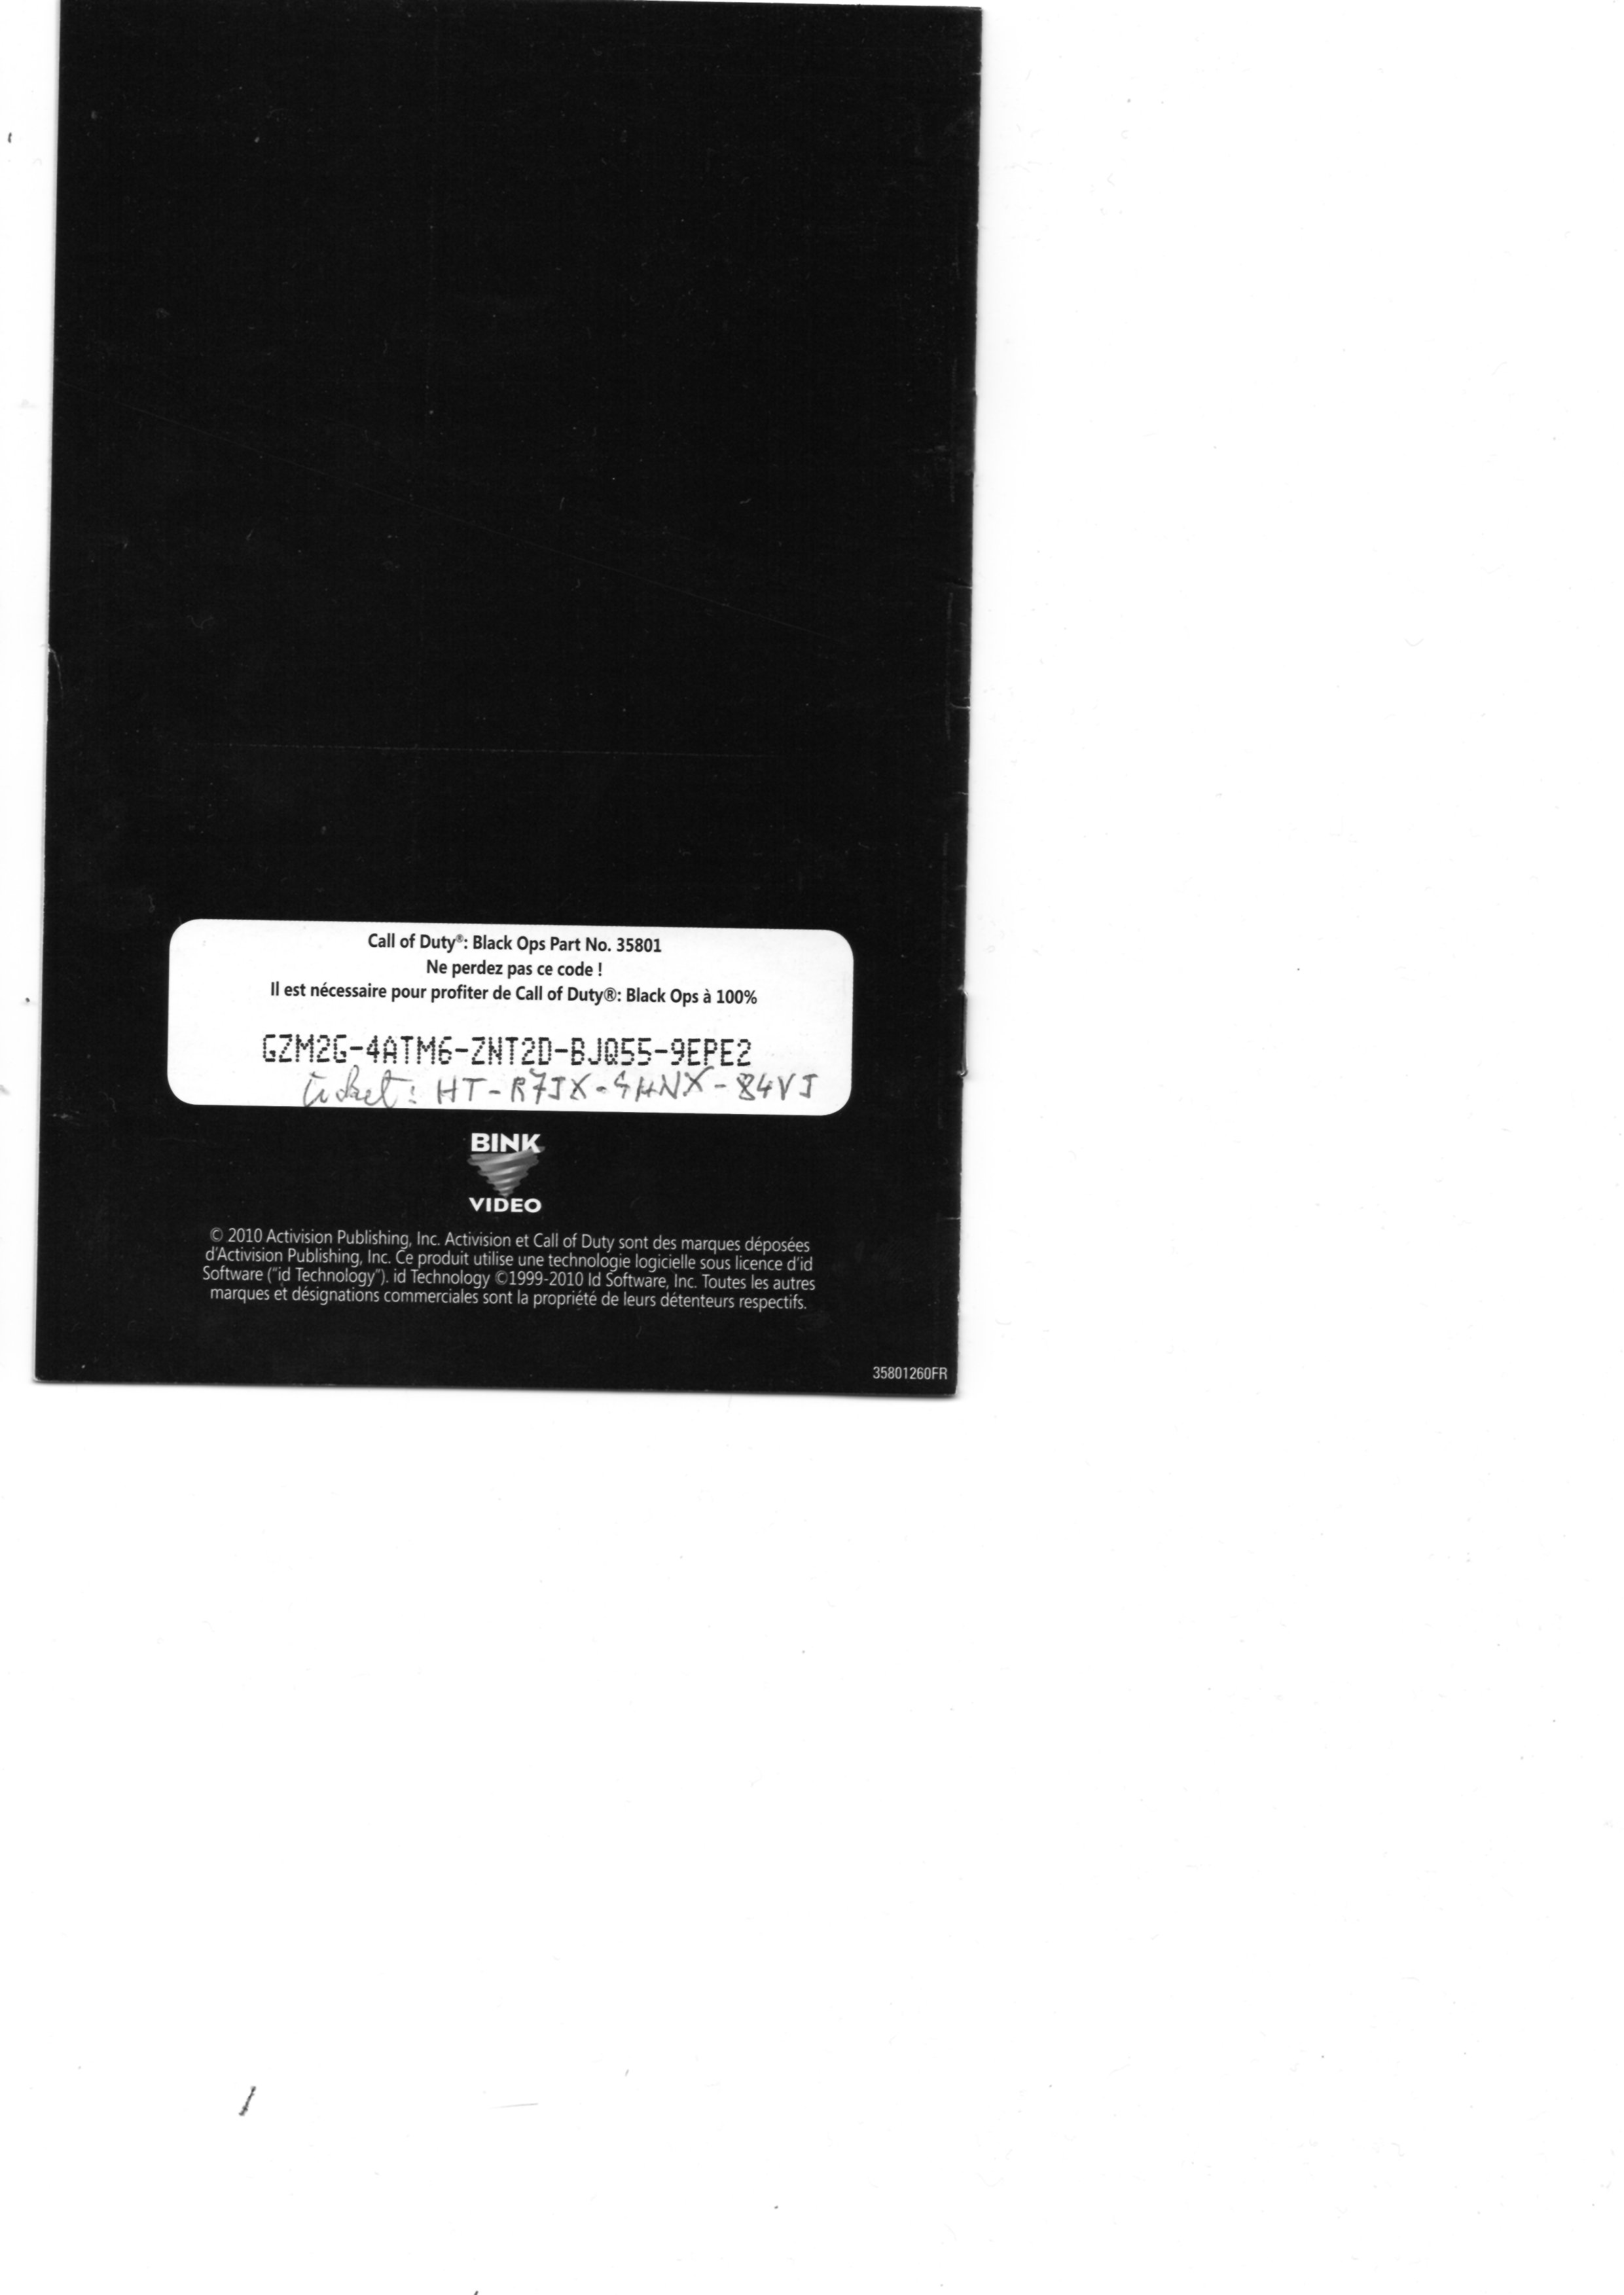 Call of Duty®: Black Ops Part No. 35801
Ne perdez pas ce code !
Il est nécessaire pour profiter de Call of Duty®: Black Ops à 100%
GZM2G-4ATM6-ZNT2D-BJQ55-9EPE2
ticket: HT-R7JX-SHNX-84VJ
BINK
VIDEO
© 2010 Activision Publishing, Inc. Activision et Call of Duty sont des marques déposées
d'Activision Publishing, Inc. Ce produit utilise une technologie logicielle sous licence d'id
Software ("id Technology"). id Technology ©1999-2010 Id Software, Inc. Toutes les autres
marques et désignations commerciales sont la propriété de leurs détenteurs respectifs.
35801260FR